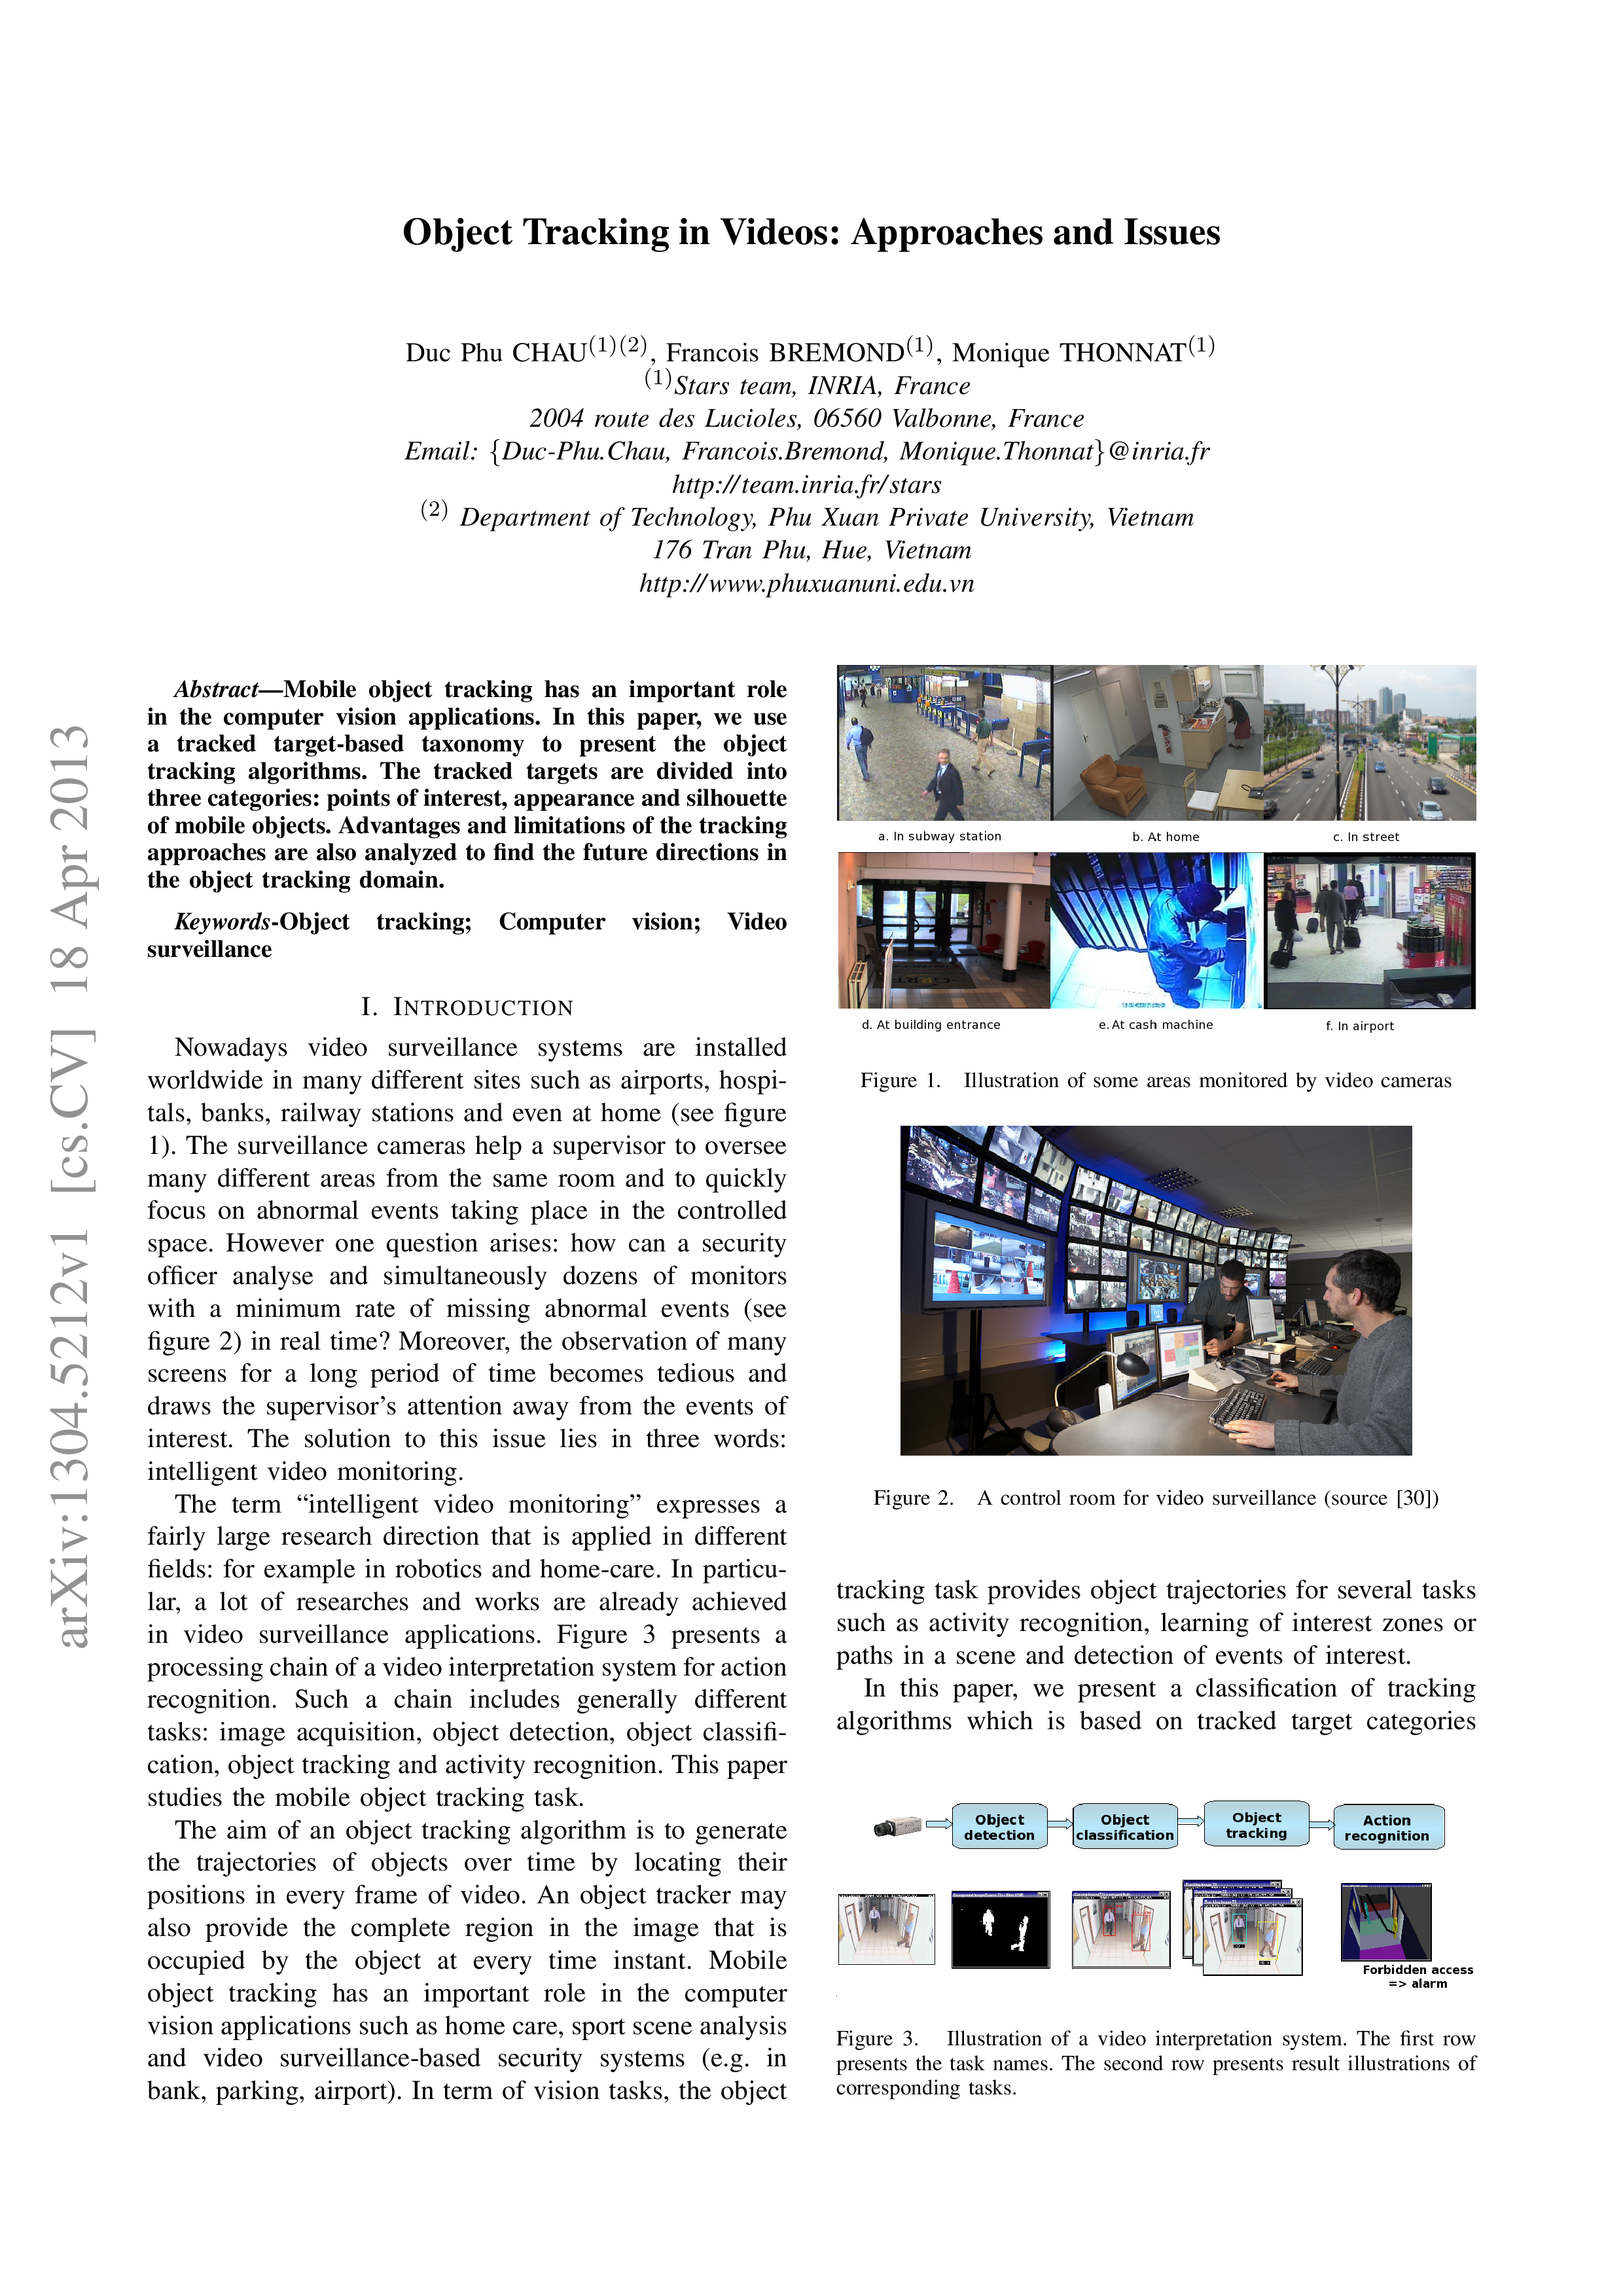 Object Tracking in Videos: Approaches and Issues
Duc Phu CHAU(1)(2), Francois BREMOND(1), Monique THONNAT(1)
(1)Stars team, INRIA, France
2004 route des Lucioles, 06560 Valbonne, France
Email: {Duc-Phu.Chau, Francois.Bremond, Monique.Thonnat}@inria.fr
http://team.inria.fr/stars
(2) Department of Technology, Phu Xuan Private University, Vietnam
176 Tran Phu, Hue, Vietnam
http://www.phuxuanuni.edu.vn
arXiv:1304.5212v1 [cs.CV] 18 Apr 2013
Abstract—Mobile object tracking has an important role
in the computer vision applications. In this paper, we use
a tracked target-based taxonomy to present the object
tracking algorithms. The tracked targets are divided into
three categories: points of interest, appearance and silhouette
of mobile objects. Advantages and limitations of the tracking
approaches are also analyzed to find the future directions in
the object tracking domain.
Keywords-Object tracking; Computer vision; Video
surveillance
I. INTRODUCTION
Nowadays video surveillance systems are installed
worldwide in many different sites such as airports, hospi-
tals, banks, railway stations and even at home (see figure
1). The surveillance cameras help a supervisor to oversee
many different areas from the same room and to quickly
focus on abnormal events taking place in the controlled
space. However one question arises: how can a security
officer analyse and simultaneously dozens of monitors
with a minimum rate of missing abnormal events (see
figure 2) in real time? Moreover, the observation of many
screens for a long period of time becomes tedious and
draws the supervisor's attention away from the events of
interest. The solution to this issue lies in three words:
intelligent video monitoring.
The term “intelligent video monitoring” expresses a
fairly large research direction that is applied in different
fields: for example in robotics and home-care. In particu-
lar, a lot of researches and works are already achieved
in video surveillance applications. Figure 3 presents a
processing chain of a video interpretation system for action
recognition. Such a chain includes generally different
tasks: image acquisition, object detection, object classifi-
cation, object tracking and activity recognition. This paper
studies the mobile object tracking task.
The aim of an object tracking algorithm is to generate
the trajectories of objects over time by locating their
positions in every frame of video. An object tracker may
also provide the complete region in the image that is
occupied by the object at every time instant. Mobile
object tracking has an important role in the computer
vision applications such as home care, sport scene analysis
and video surveillance-based security systems (e.g. in
bank, parking, airport). In term of vision tasks, the object
a. In subway station
b. At home
c. In street
d. At building entrance
e. At cash machine
f. In airport
Figure 1. Illustration of some areas monitored by video cameras
Figure 2. A control room for video surveillance (source [30])
tracking task provides object trajectories for several tasks
such as activity recognition, learning of interest zones or
paths in a scene and detection of events of interest.
In this paper, we present a classification of tracking
algorithms which is based on tracked target categories
Object
detection
Object
classification
Object
tracking
Action
recognition
Forbidden access
=> alarm
Figure 3. Illustration of a video interpretation system. The first row
presents the task names. The second row presents result illustrations of
corresponding tasks.